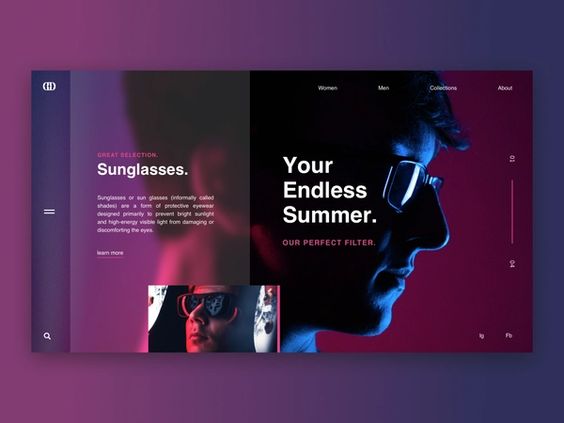 Women
Men
Collections
About
GREAT SELECTION.
Sunglasses.
Sunglasses or sun glasses (informally called
shades) are a form of protective eyewear
designed primarily to prevent bright sunlight
and high-energy visible light from damaging or
discomforting the eyes.
learn more
Your
Endless
Summer.
OUR PERFECT FILTER.
01
04
Ig
Fb